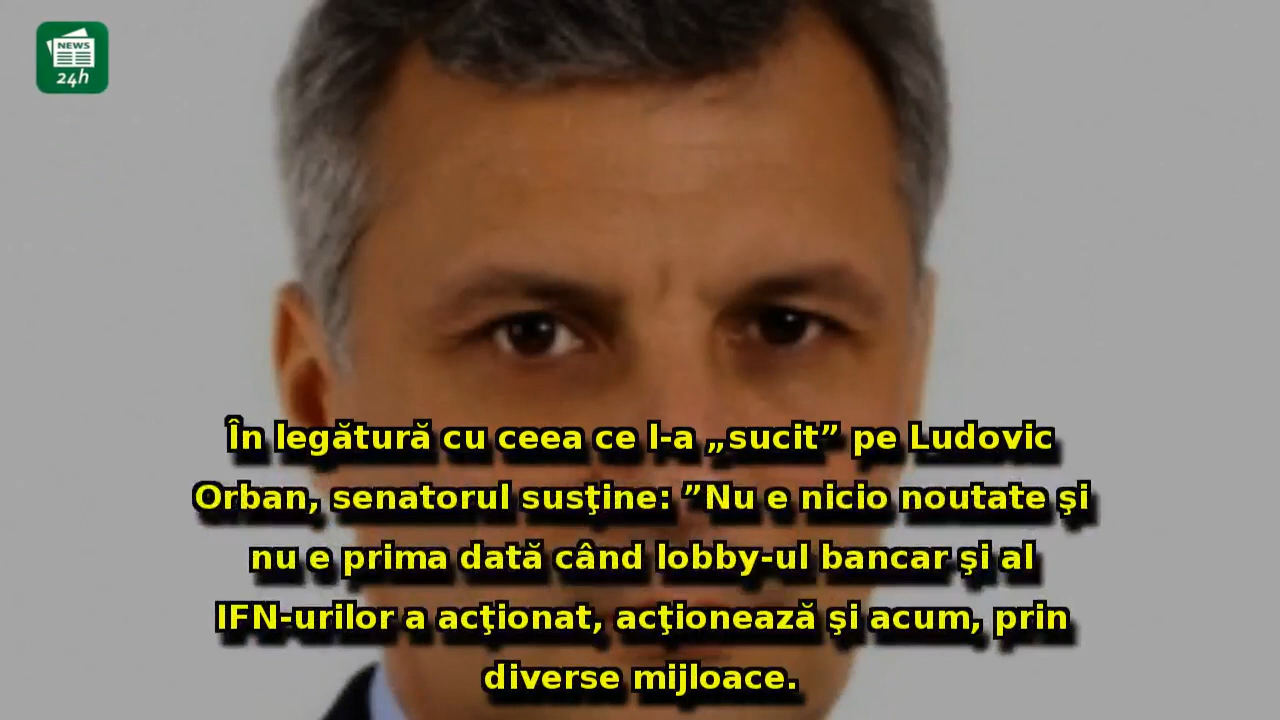 NEWS
24h
În legătură cu ceea ce l-a „sucit” pe Ludovic
Orban, senatorul susţine: ”Nu e nicio noutate şi
nu e prima dată când lobby-ul bancar şi al
IFN-urilor a acţionat, acţionează şi acum, prin
diverse mijloace.